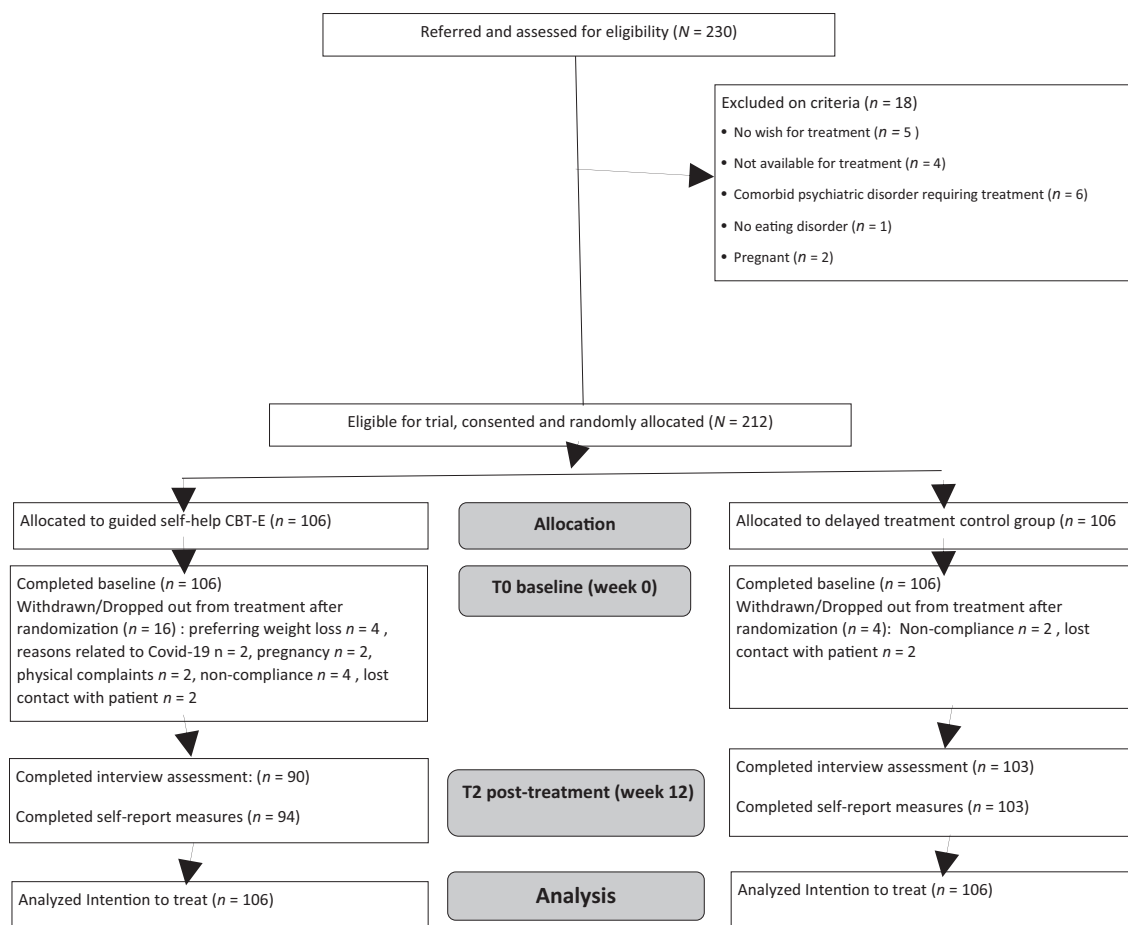 Referred and assessed for eligibility (N = 230)
Excluded on criteria (n = 18)
• No wish for treatment (n = 5 )
• Not available for treatment (n = 4)
• Comorbid psychiatric disorder requiring treatment (n = 6)
• No eating disorder (n = 1)
• Pregnant (n = 2)
Eligible for trial, consented and randomly allocated (N = 212)
Allocated to guided self-help CBT-E (n = 106)
Allocation
Allocated to delayed treatment control group (n = 106
Completed baseline (n = 106)
Withdrawn/Dropped out from treatment after
randomization (n = 16) : preferring weight loss n = 4 ,
reasons related to Covid-19 n = 2, pregnancy n = 2,
physical complaints n = 2, non-compliance n = 4 , lost
contact with patient n = 2
T0 baseline (week 0)
Completed baseline (n = 106)
Withdrawn/Dropped out from treatment after
randomization (n = 4): Non-compliance n = 2 , lost
contact with patient n = 2
Completed interview assessment: (n = 90)
Completed self-report measures (n = 94)
T2 post-treatment (week 12)
Completed interview assessment (n = 103)
Completed self-report measures (n = 103)
Analyzed Intention to treat (n = 106)
Analysis
Analyzed Intention to treat (n = 106)